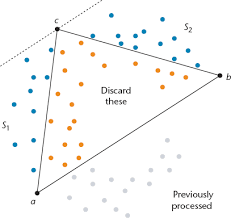 c
S2
Discard
these
b
S1
a
Previously
processed